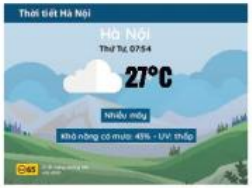 Thời tiết Hà Nội
Hà Nội
Thứ Tư, 07:54
27°C
Nhiều mây
Khả năng có mưa: 45% - UV: thấp
65